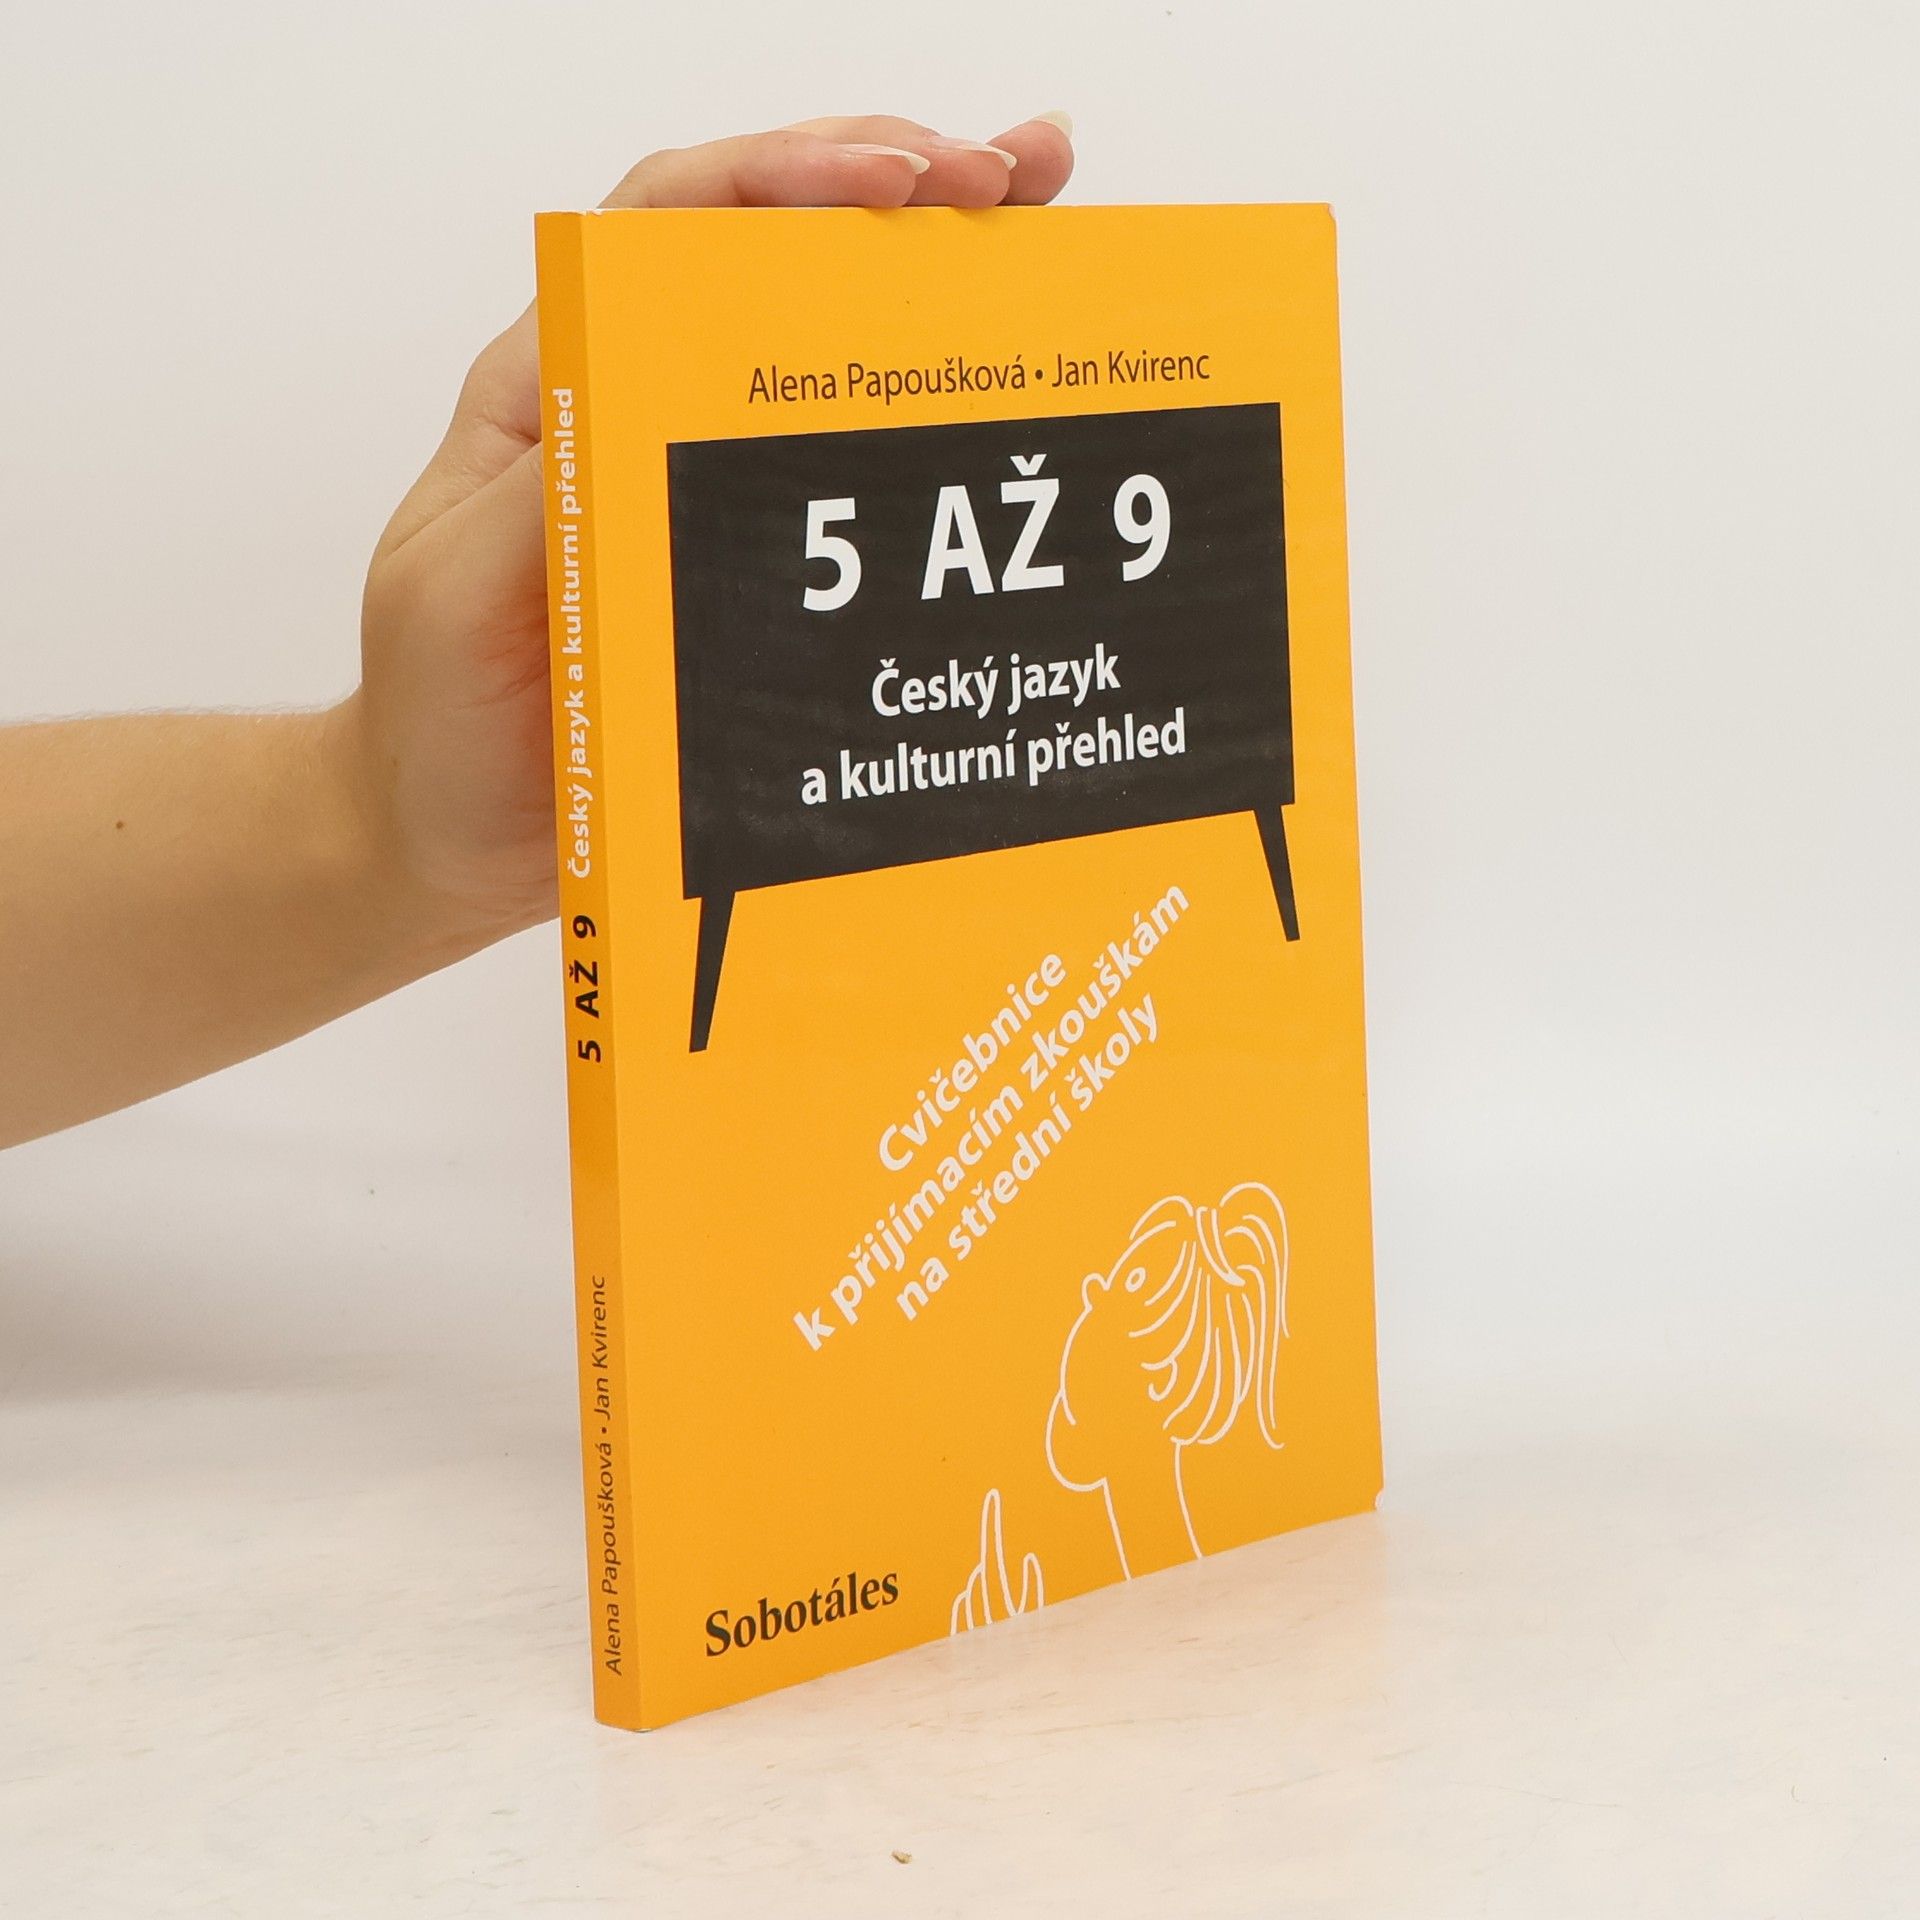 Alena Papoušková • Jan Kvirenc
5 AŽ 9
Český jazyk
a kulturní přehled
Cvičebnice
k přijímacím zkouškám
na střední školy
Sobotáles
Alena Papoušková • Jan Kvirenc 5 AŽ 9 Český jazyk a kulturní přehled